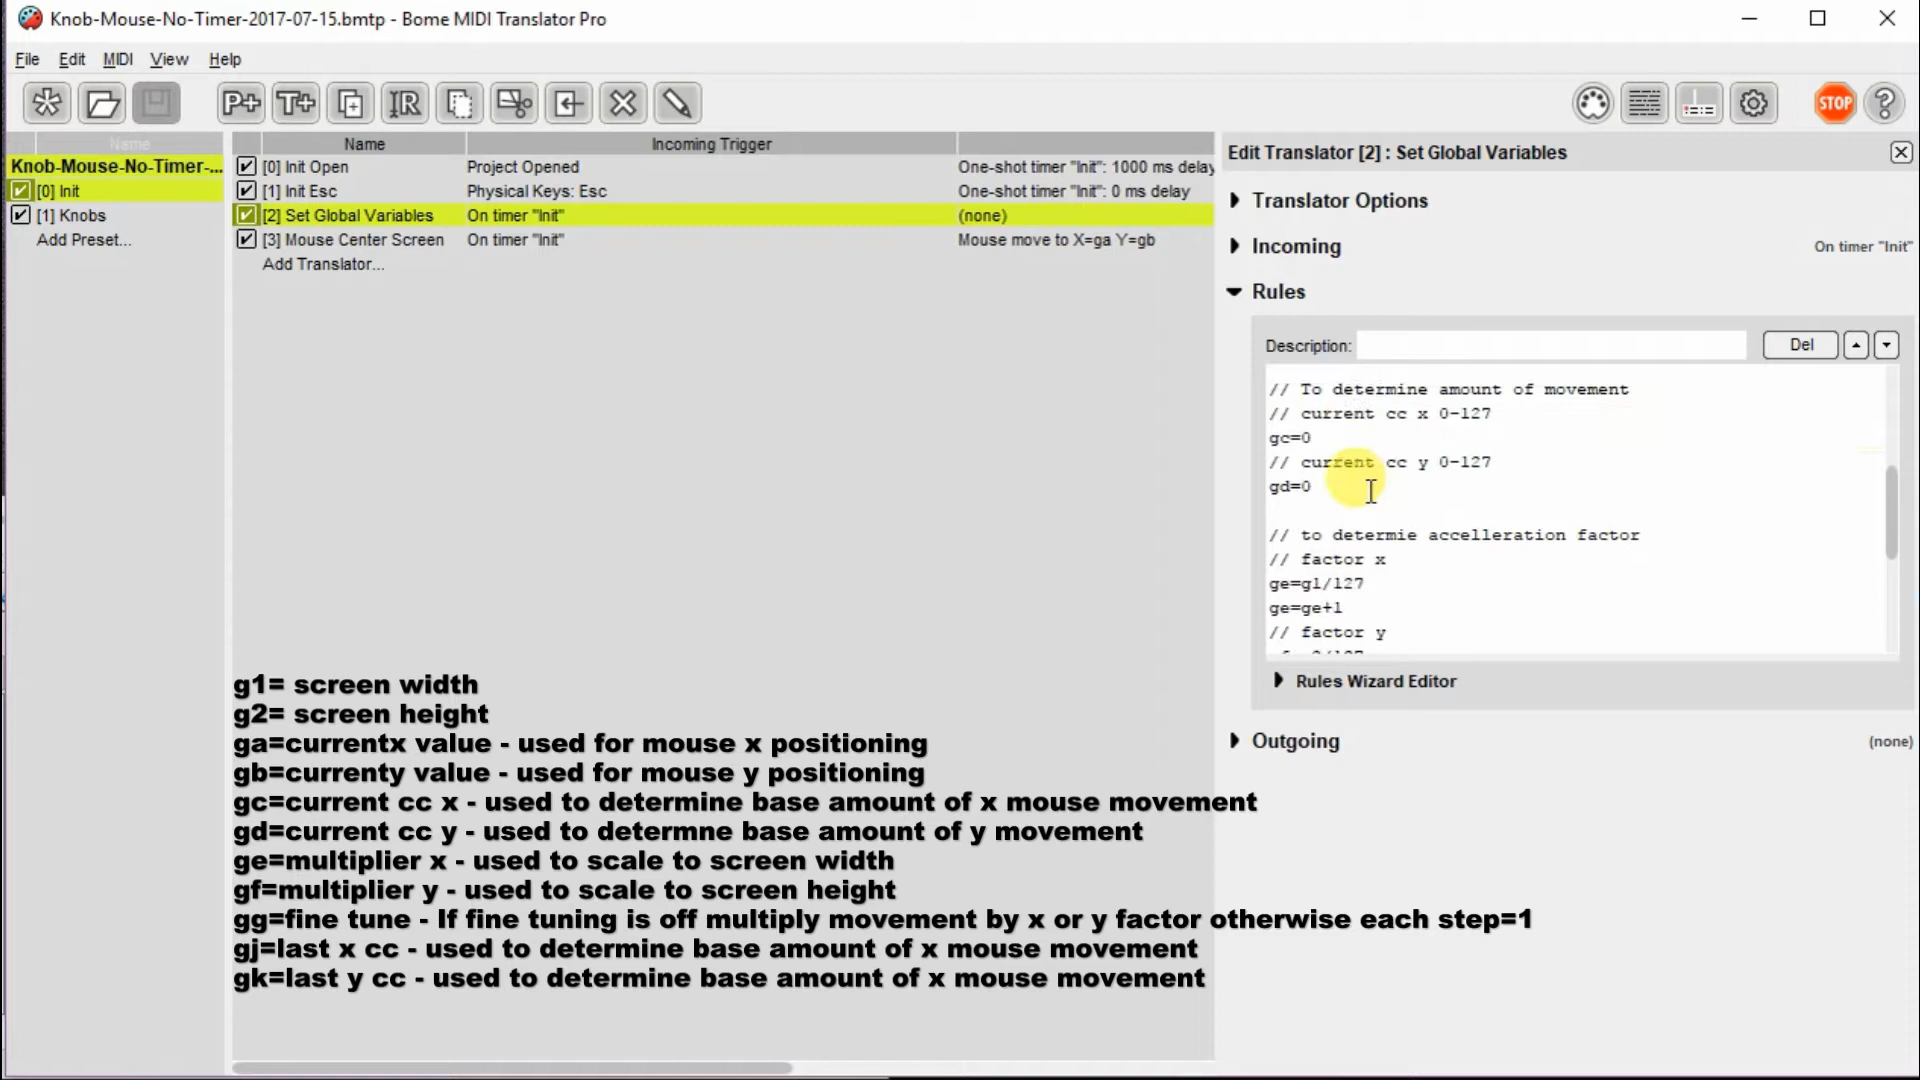 Knob-Mouse-No-Timer-2017-07-15.bmtp - Bome MIDI Translator Pro
File Edit MIDI View Help
P+ T+ R STOP ?
Name
Knob-Mouse-No-Timer-...
[0] Init
[1] Knobs
Add Preset...
Name Incoming Trigger
[0] Init Open Project Opened One-shot timer "Init": 1000 ms delay
[1] Init Esc Physical Keys: Esc One-shot timer "Init": 0 ms delay
[2] Set Global Variables On timer "Init" (none)
[3] Mouse Center Screen On timer "Init" Mouse move to X=ga Y=gb
Add Translator...
Edit Translator [2] : Set Global Variables
Translator Options
Incoming On timer "Init"
Rules
Description: Del
// To determine amount of movement
// current cc x 0-127
gc=0
// current cc y 0-127
gd=0
// to determie accelleration factor
// factor x
ge=g1/127
ge=ge+1
// factor y
Rules Wizard Editor
Outgoing (none)
g1= screen width
g2= screen height
ga=currentx value - used for mouse x positioning
gb=currenty value - used for mouse y positioning
gc=current cc x - used to determine base amount of x mouse movement
gd=current cc y - used to determne base amount of y movement
ge=multiplier x - used to scale to screen width
gf=multiplier y - used to scale to screen height
gg=fine tune - If fine tuning is off multiply movement by x or y factor otherwise each step=1
gj=last x cc - used to determine base amount of x mouse movement
gk=last y cc - used to determine base amount of x mouse movement